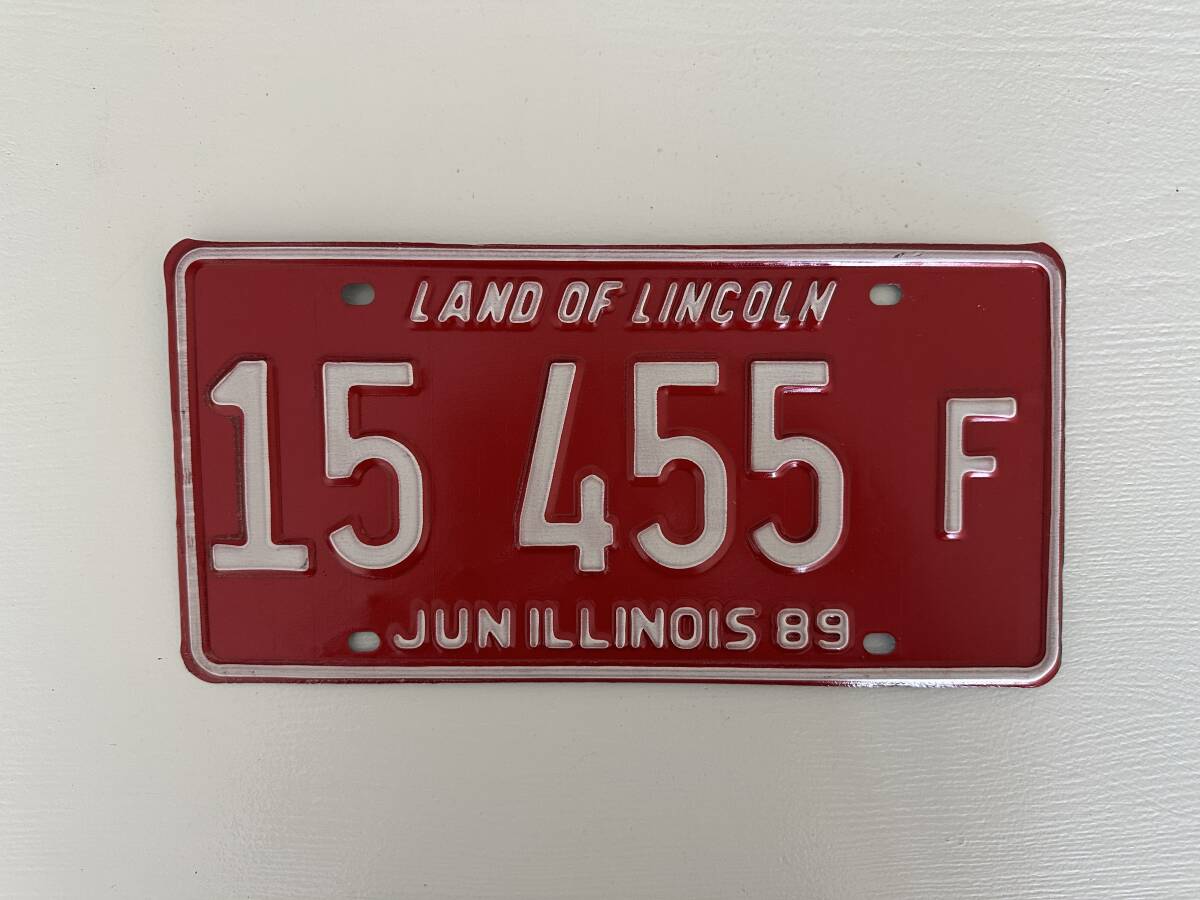 LAND OF LINCOLN
15 455 F
JUN ILLINOIS 89